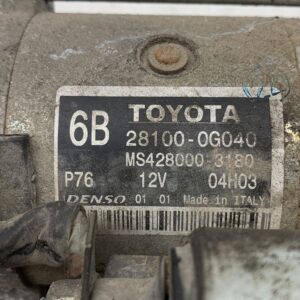 TOYOTA
6B 28100-0G040
MS428000-3180
P76 12V 04H03
DENSO 01 01 Made in ITALY